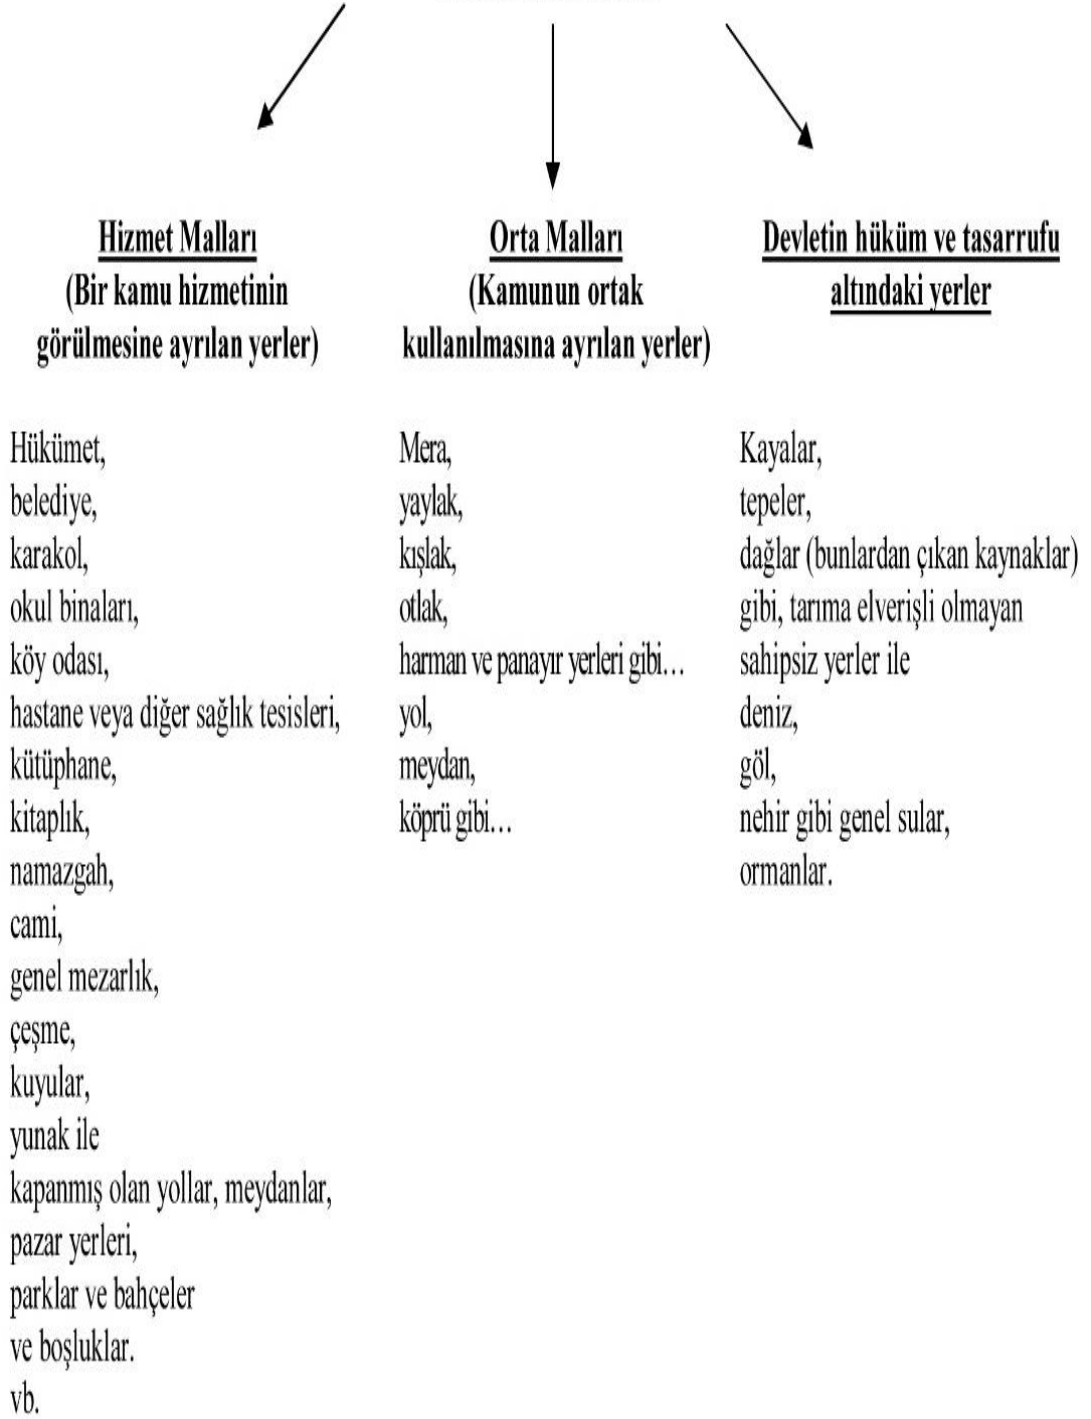 Hizmet Malları
(Bir kamu hizmetinin
görülmesine ayrılan yerler)
Hükümet,
belediye,
karakol,
okul binaları,
köy odası,
hastane veya diğer sağlık tesisleri,
kütüphane,
kitaplık,
namazgah,
cami,
genel mezarlık,
çeşme,
kuyular,
yunak ile
kapanmış olan yollar, meydanlar,
pazar yerleri,
parklar ve bahçeler
ve boşluklar.
vb.
Orta Malları
(Kamunun ortak
kullanılmasına ayrılan yerler)
Mera,
yaylak,
kışlak,
otlak,
harman ve panayır yerleri gibi…
yol,
meydan,
köprü gibi…
Devletin hüküm ve tasarrufu
altındaki yerler
Kayalar,
tepeler,
dağlar (bunlardan çıkan kaynaklar)
gibi, tarıma elverişli olmayan
sahipsiz yerler ile
deniz,
göl,
nehir gibi genel sular,
ormanlar.